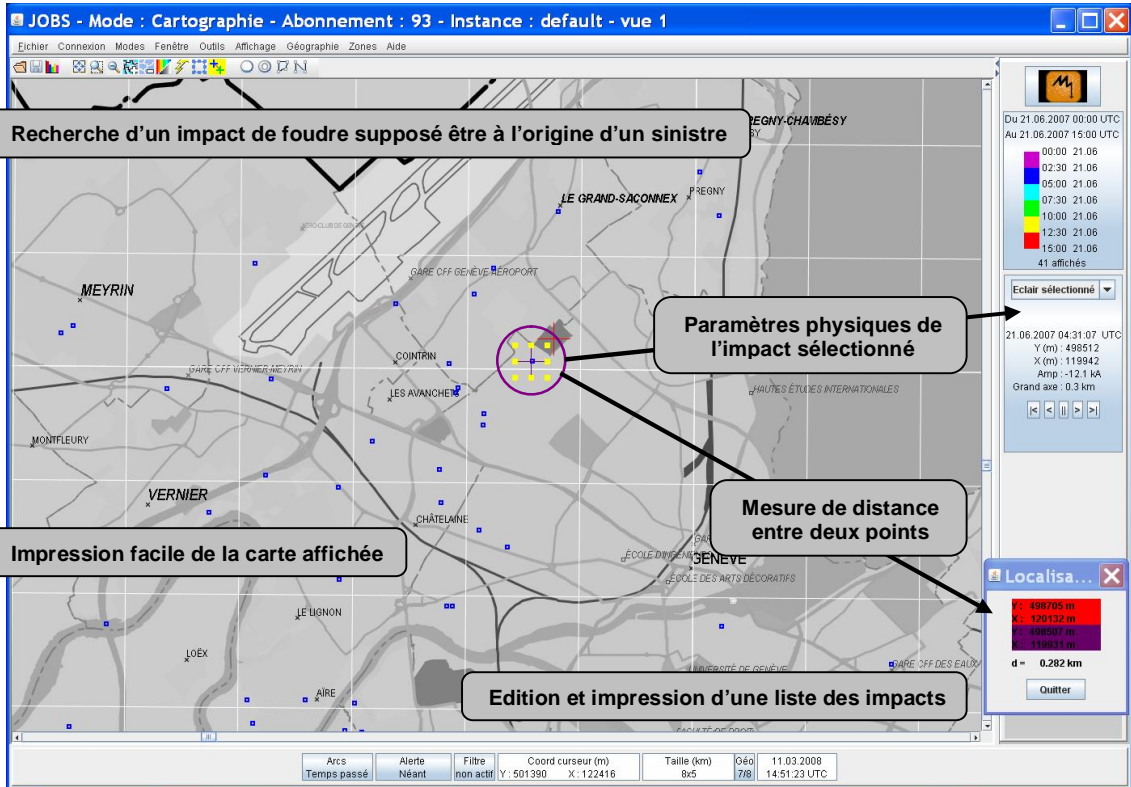 JOBS - Mode : Cartographie - Abonnement : 93 - Instance : default - vue 1
Fichier Connexion Modes Fenêtre Outils Affichage Géographie Zones Aide
Du 21.06.2007 00:00 UTC
Au 21.06.2007 15:00 UTC
00:00 21.06
02:30 21.06
05:00 21.06
07:30 21.06
10:00 21.06
12:30 21.06
15:00 21.06
41 affichés
Recherche d’un impact de foudre supposé être à l’origine d’un sinistre
REGNY-CHAMBÉSY
LE GRAND-SACONNEX
PREGNY
GARE CFF GENÈVE AÉROPORT
MEYRIN
Eclair sélectionné
21.06.2007 04:31:07 UTC
Y (m) : 498512
X (m) : 119942
Amp : -12.1 kA
Grand axe : 0.3 km
|< < || > >|
Paramètres physiques de
l’impact sélectionné
COINTRIN
GARE CFF VERNIER-MEYRIN
LES AVANCHETS
HAUTES ÉTUDES INTERNATIONALES
MONTFLEURY
VERNIER
CHÂTELAINE
Mesure de distance
entre deux points
Impression facile de la carte affichée
ÉCOLE D'INGÉNIE
GENÈVE
ÉCOLE DES ARTS DÉCORATIFS
LE LIGNON
LOËX
AÏRE
UNIVERSITÉ DE GENÈVE
GARE CFF DES EAUX
Localisa...
Y : 498705 m
X : 120132 m
Y : 498507 m
X : 119931 m
d = 0.282 km
Quitter
Edition et impression d’une liste des impacts
FACULTÉ DE DROIT
Arcs
Temps passé
Alerte
Néant
Filtre
non actif
Coord curseur (m)
Y : 501390 X : 122416
Taille (km)
8x5
Géo
7/8
11.03.2008
14:51:23 UTC